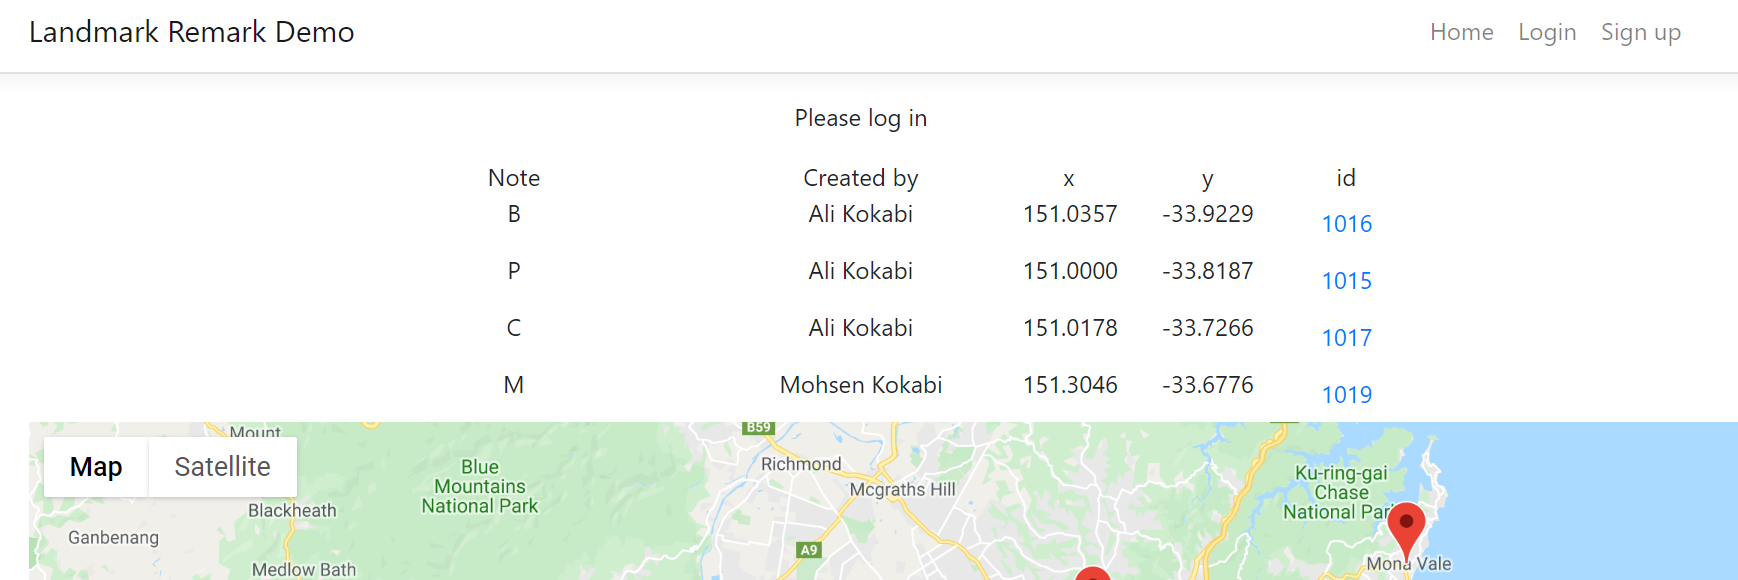 Landmark Remark Demo Home Login Sign up
Please log in
Note Created by x y id
B Ali Kokabi 151.0357 -33.9229 1016
P Ali Kokabi 151.0000 -33.8187 1015
C Ali Kokabi 151.0178 -33.7266 1017
M Mohsen Kokabi 151.3046 -33.6776 1019
Mount
B59
Map Satellite
Blue
Mountains
National Park
Richmond
Mcgraths Hill
Ku-ring-gai
Chase
National Park
Blackheath
Ganbenang
A9
Medlow Bath
Mona Vale